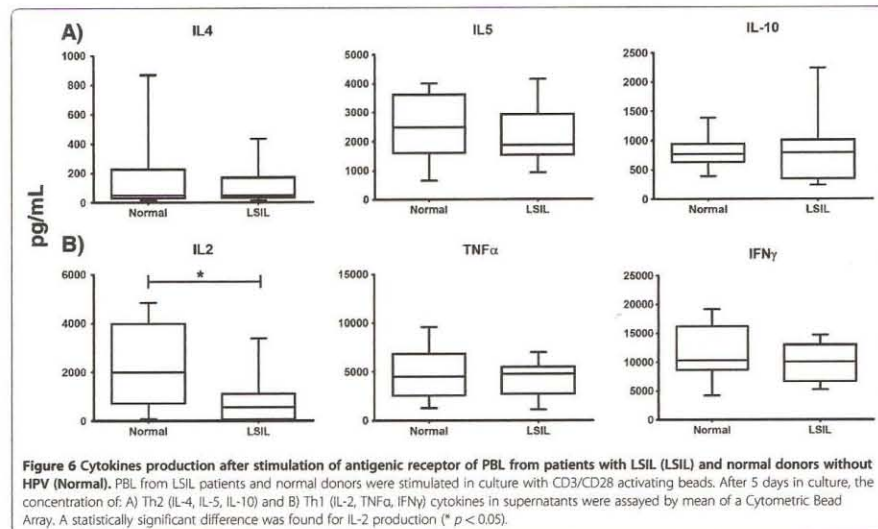 A)
IL4
IL5
IL-10
1000
800
600
400
200
0
Normal
LSIL
5000
4000
3000
2000
1000
0
Normal
LSIL
2500
2000
1500
1000
500
0
Normal
LSIL
pg/mL
B)
IL2
TNFα
IFNγ
6000
4000
2000
0
*
Normal
LSIL
15000
10000
5000
0
Normal
LSIL
25000
20000
15000
10000
5000
0
Normal
LSIL
Figure 6 Cytokines production after stimulation of antigenic receptor of PBL from patients with LSIL (LSIL) and normal donors without
HPV (Normal). PBL from LSIL patients and normal donors were stimulated in culture with CD3/CD28 activating beads. After 5 days in culture, the
concentration of: A) Th2 (IL-4, IL-5, IL-10) and B) Th1 (IL-2, TNFα, IFNγ) cytokines in supernatants were assayed by mean of a Cytometric Bead
Array. A statistically significant difference was found for IL-2 production (* p < 0.05).